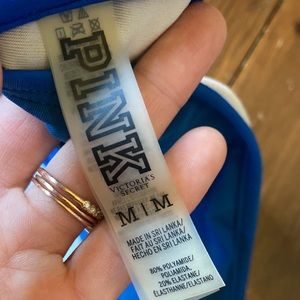 PINK
VICTORIA'S
SECRET
M | M
MADE IN SRI LANKA/
FAIT AU SRI LANKA/
HECHO EN SRI LANKA
80% POLYAMIDE/
POLIAMIDA,
20% ELASTANE/
ÉLASTHANNE/ELASTANO